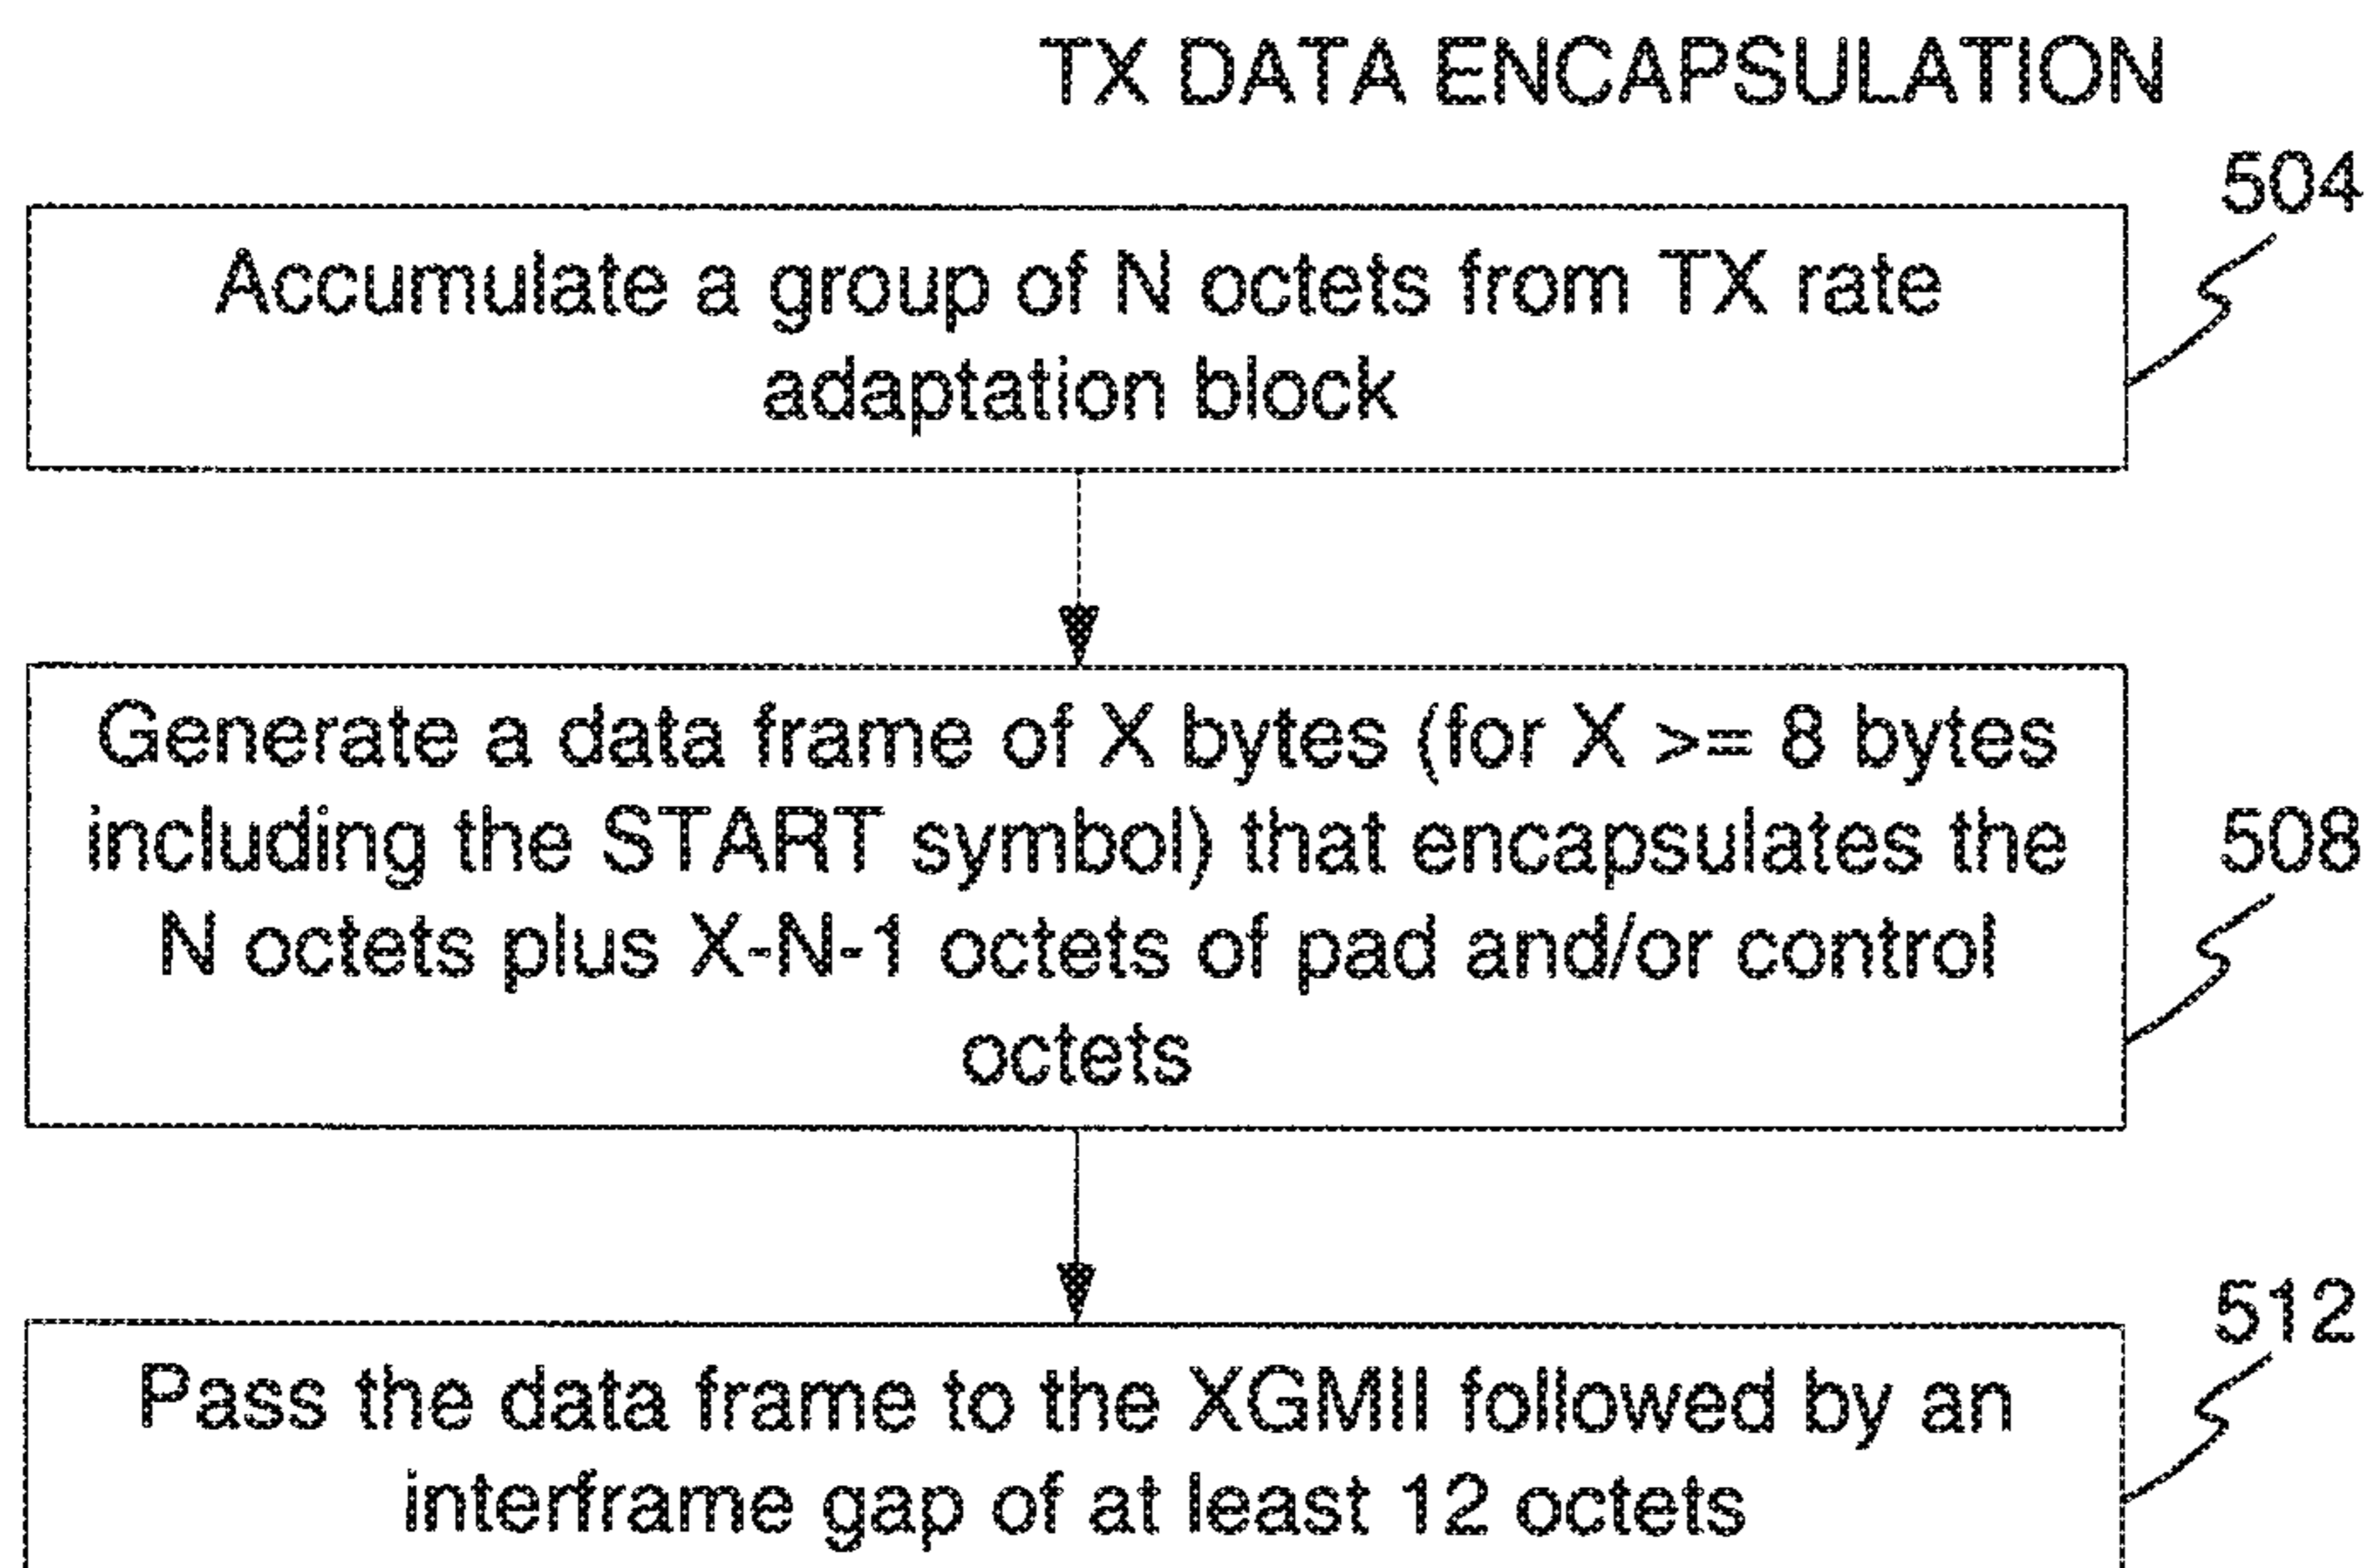 TX DATA ENCAPSULATION
504
Accumulate a group of N octets from TX rate
adaptation block
Generate a data frame of X bytes (for X >= 8 bytes
including the START symbol) that encapsulates the
508
N octets plus X-N-1 octets of pad and/or control
octets
512
Pass the data frame to the XGMII followed by an
interframe gap of at least 12 octets